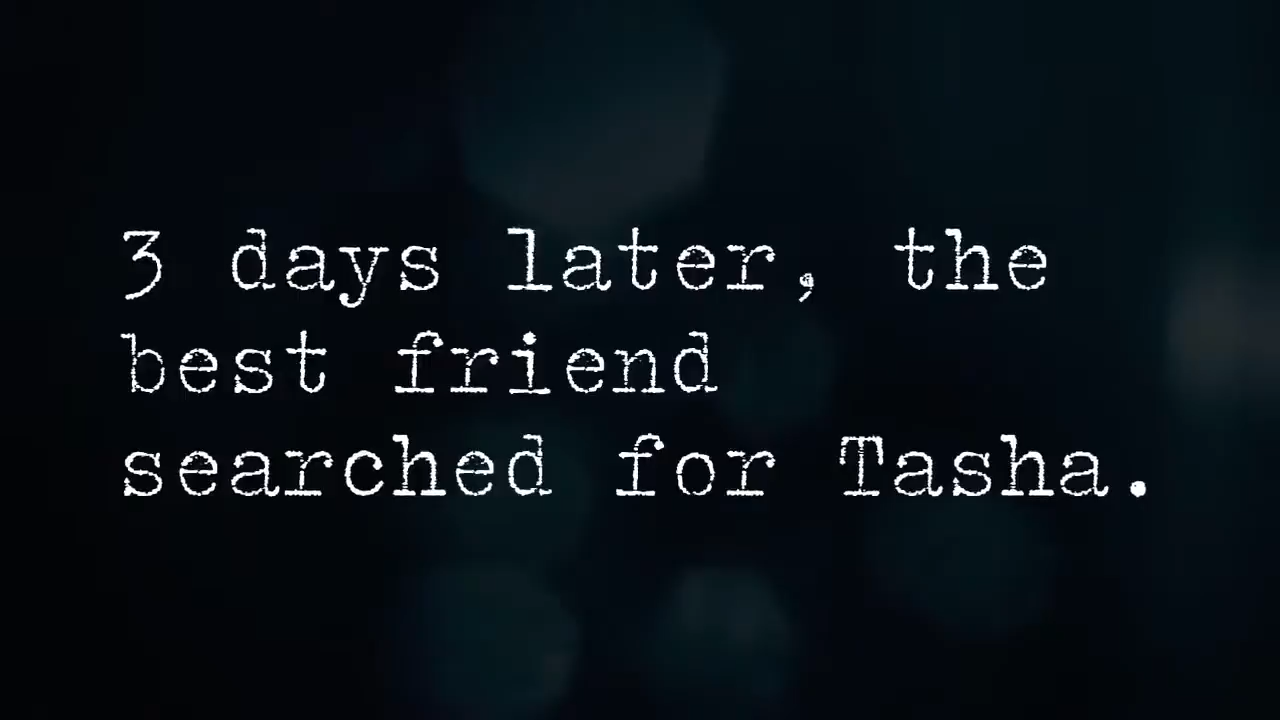 3 days later, the
best friend
searched for Tasha.